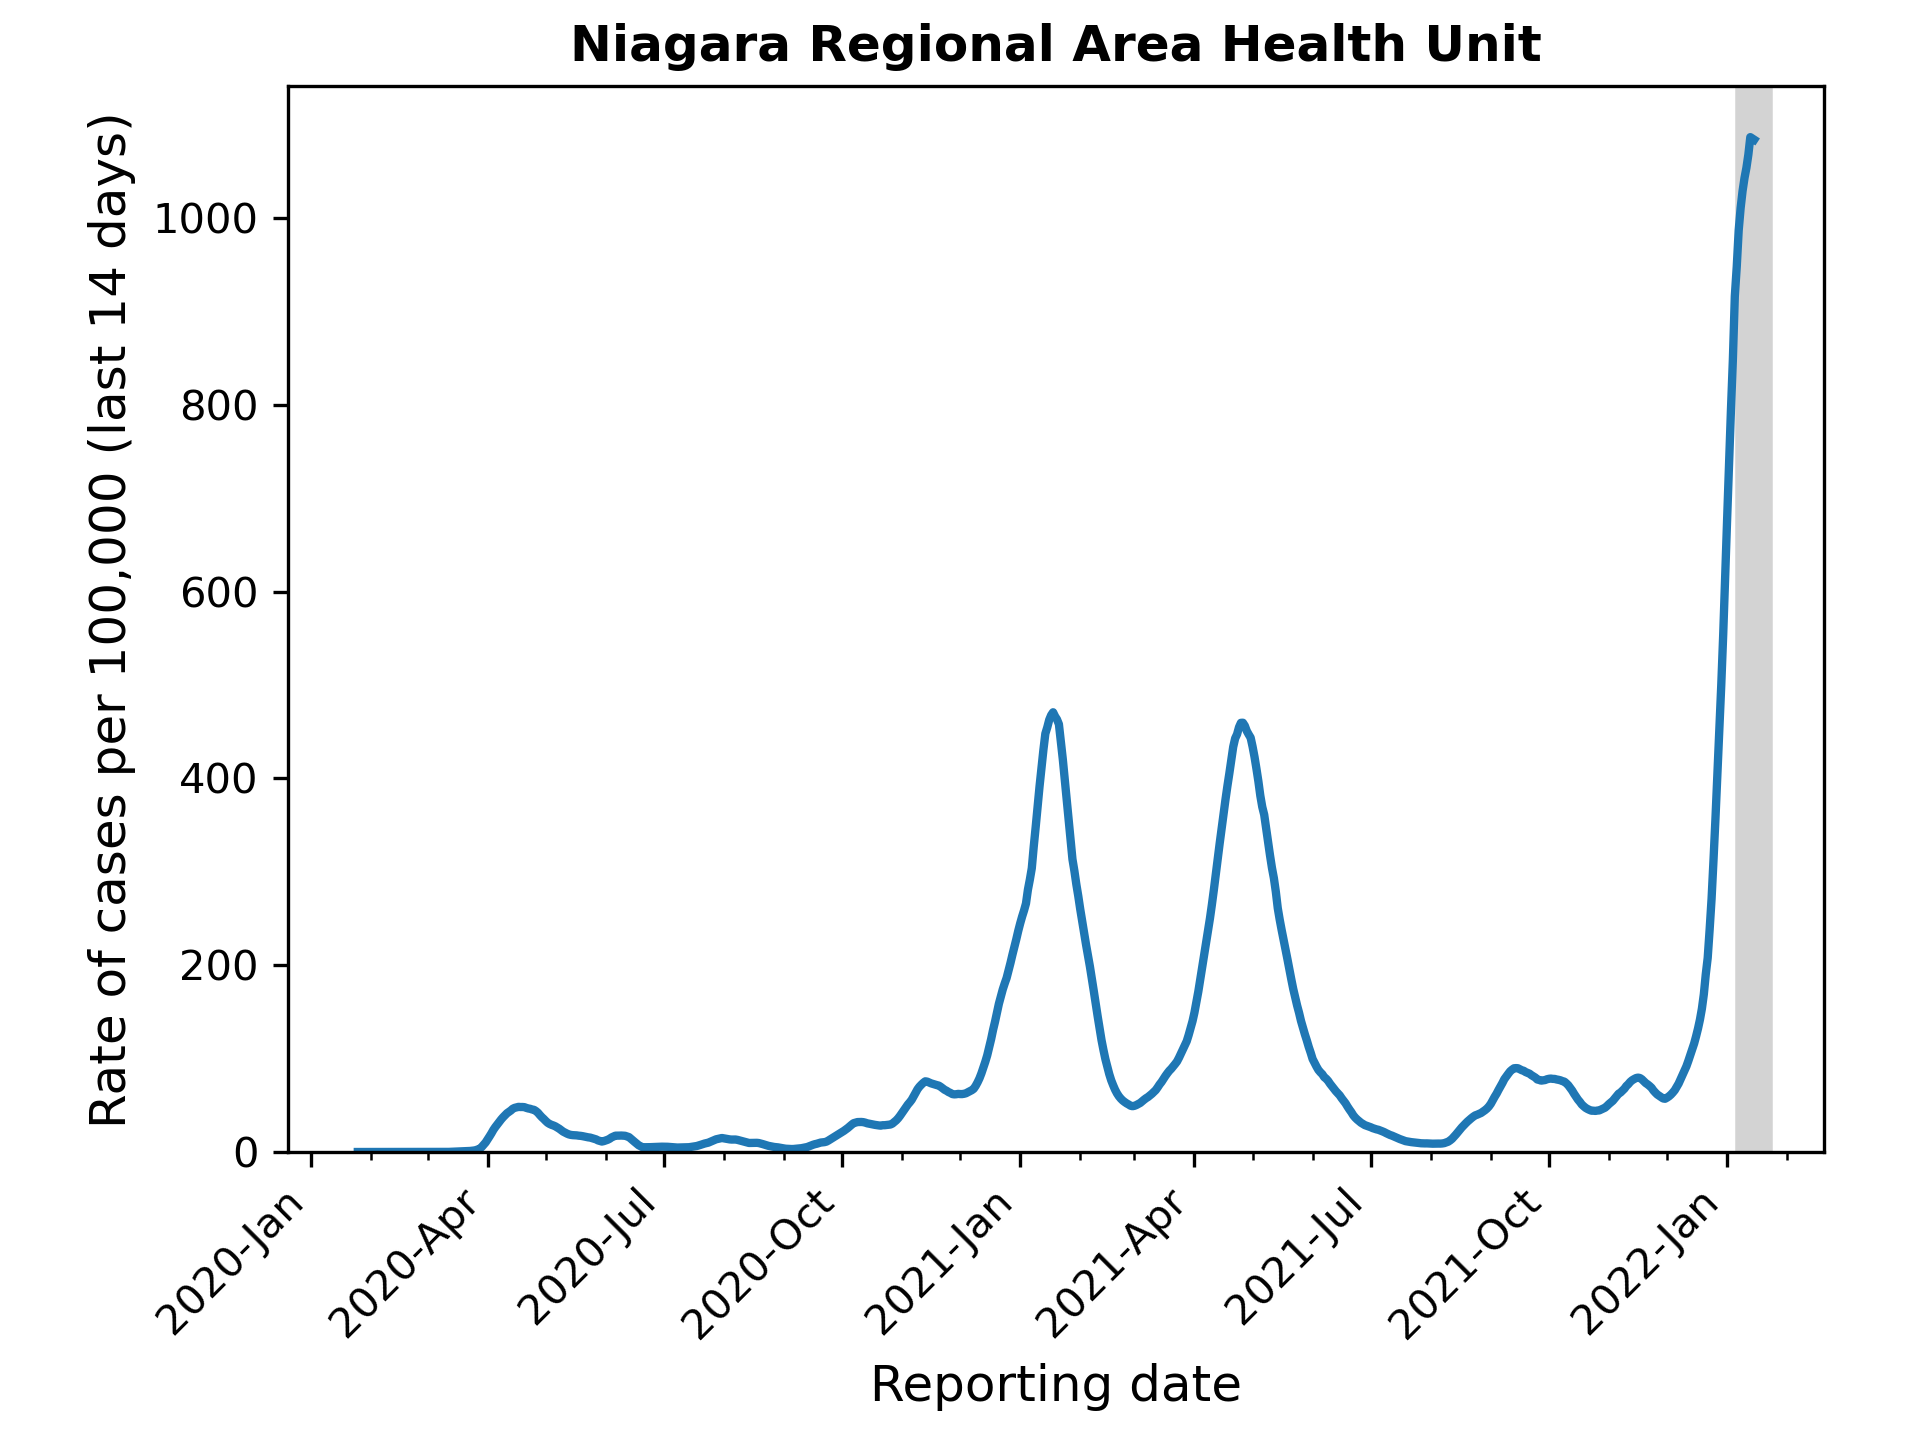 Niagara Regional Area Health Unit
Rate of cases per 100,000 (last 14 days)
1000
800
600
400
200
0
2020-Jan
2020-Apr
2020-Jul
2020-Oct
2021-Jan
2021-Apr
2021-Jul
2021-Oct
2022-Jan
Reporting date